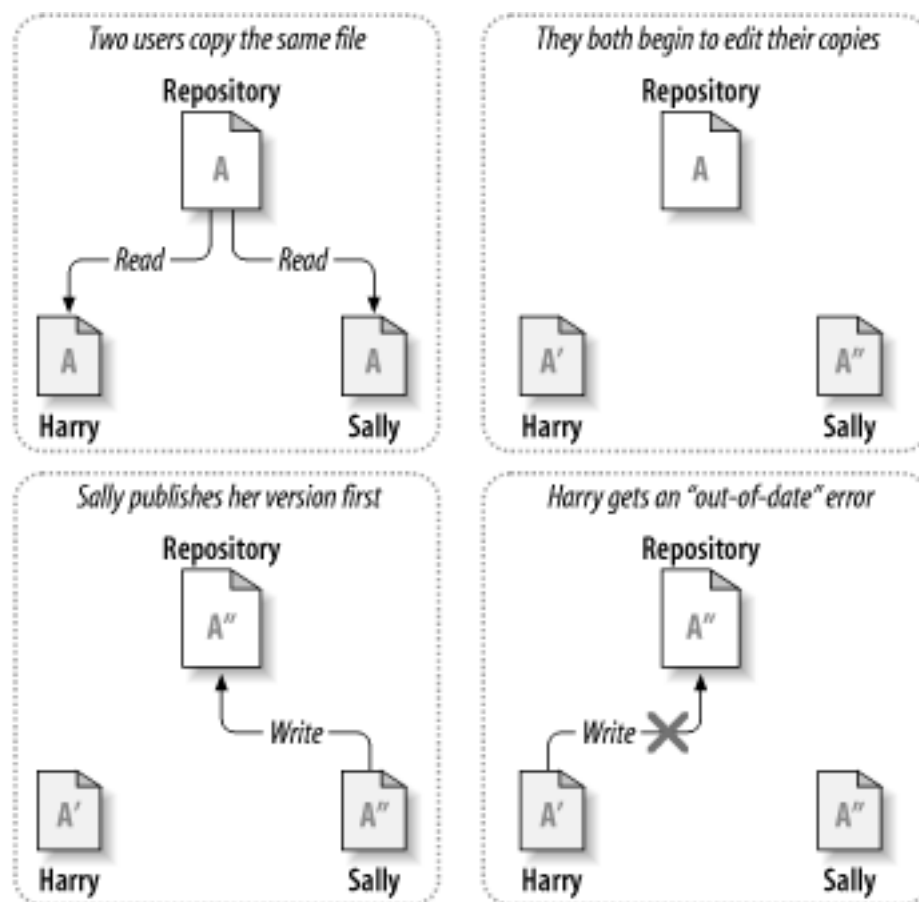 Two users copy the same file
Repository
A
Read
Read
A
A
Harry
Sally
They both begin to edit their copies
Repository
A
A′
A″
Harry
Sally
Sally publishes her version first
Repository
A″
Write
A′
A″
Harry
Sally
Harry gets an “out-of-date” error
Repository
A″
Write
A′
A″
Harry
Sally